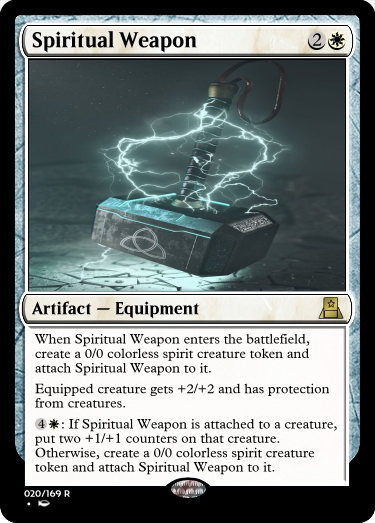 Spiritual Weapon 2
Artifact — Equipment
When Spiritual Weapon enters the battlefield,
create a 0/0 colorless spirit creature token and
attach Spiritual Weapon to it.
Equipped creature gets +2/+2 and has protection
from creatures.
4: If Spiritual Weapon is attached to a creature,
put two +1/+1 counters on that creature.
Otherwise, create a 0/0 colorless spirit creature
token and attach Spiritual Weapon to it.
020/169 R